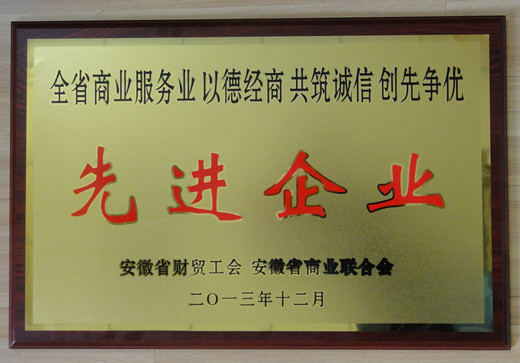 全省商业服务业 以德经商 共筑诚信 创先争优
先进企业
安徽省财贸工会 安徽省商业联合会
二〇一三年十二月